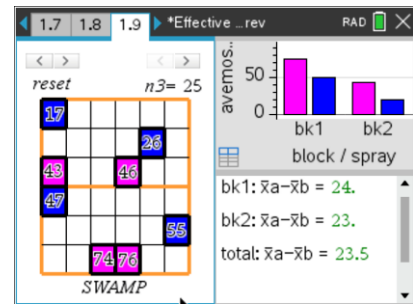 1.7 1.8 1.9 *Effective ...rev RAD
reset n3= 25
17
26
43 46
47
55
74 76
SWAMP
avemos..
50
0
bk1 bk2
block / spray
bk1: x̄a−x̄b = 24.
bk2: x̄a−x̄b = 23.
total: x̄a−x̄b = 23.5